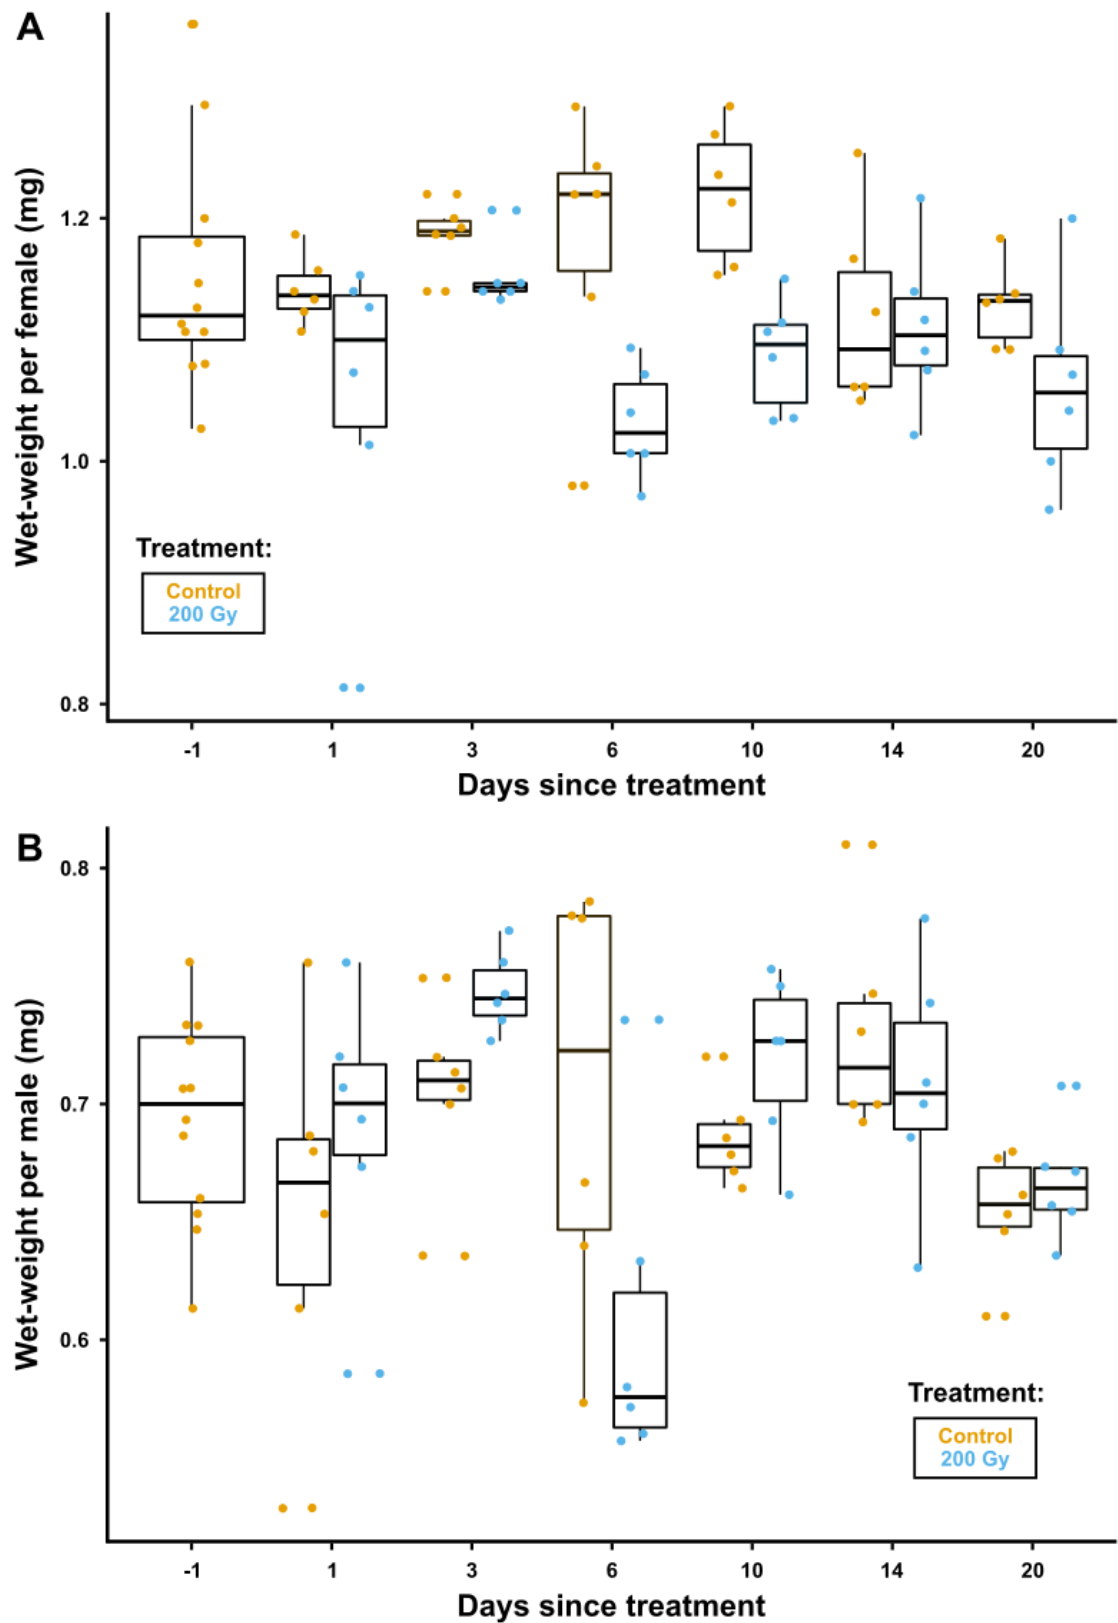 A
Wet-weight per female (mg)
1.2
1.0
0.8
Treatment:
Control
200 Gy
-1 1 3 6 10 14 20
Days since treatment
B
Wet-weight per male (mg)
0.8
0.7
0.6
Treatment:
Control
200 Gy
-1 1 3 6 10 14 20
Days since treatment